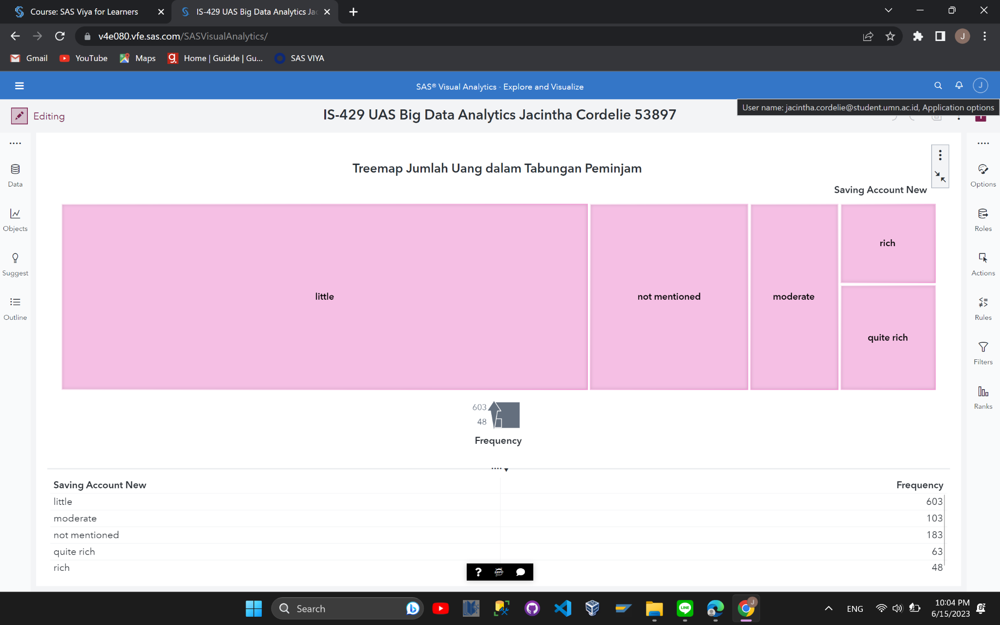 Course: SAS Viya for Learners
IS-429 UAS Big Data Analytics Jac
v4e080.vfe.sas.com/SASVisualAnalytics/
J
Gmail
YouTube
Maps
Home | Guidde | Gu...
SAS VIYA
SAS® Visual Analytics - Explore and Visualize
J
Editing
IS-429 UAS Big Data Analytics Jacintha Cordelie 53897
User name: jacintha.cordelie@student.umn.ac.id, Application options
Data
Objects
Suggest
Outline
Treemap Jumlah Uang dalam Tabungan Peminjam
Saving Account New
little
not mentioned
moderate
rich
quite rich
603
48
Frequency
Options
Roles
Actions
Rules
Filters
Ranks
Saving Account New Frequency
little 603
moderate 103
not mentioned 183
quite rich 63
rich 48
?
Search
LINE
J
ENG
10:04 PM
6/15/2023